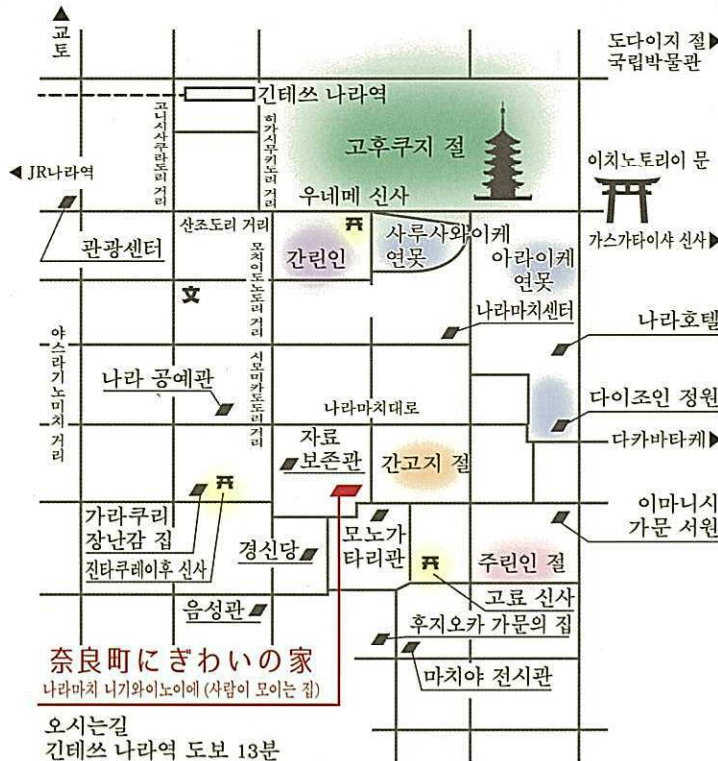 교토
도다이지 절
국립박물관
긴테쓰 나라역
고니시사쿠라도리 거리
히가시무키도리 거리
고후쿠지 절
이치노토리이 문
JR나라역
우네메 신사
산조도리 거리
관광센터
간린인
사루사와이케
연못
아라이케
연못
가스가타이샤 신사
모치이도노도리 거리
文
나라마치센터
나라호텔
야스라기노미치 거리
시모미카도도리 거리
나라 공예관
나라마치대로
다이조인 정원
자료
보존관
간고지 절
다카바타케
가라쿠리
장난감 집
진타쿠레이후 신사
이마니시
가문 서원
경신당
모노가
타리관
주린인 절
음성관
고료 신사
후지오카 가문의 집
마치야 전시관
奈良町にぎわいの家
나라마치 니기와이노이에 (사람이 모이는 집)
오시는길
긴테쓰 나라역 도보 13분